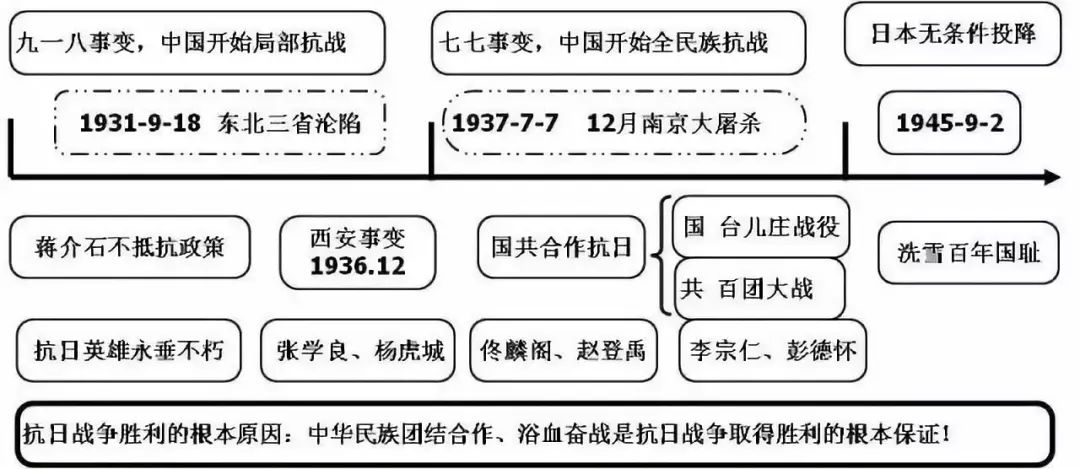 九一八事变，中国开始局部抗战
七七事变，中国开始全民族抗战
日本无条件投降
1931-9-18 东北三省沦陷
1937-7-7 12月南京大屠杀
1945-9-2
蒋介石不抵抗政策
西安事变
1936.12
国共合作抗日
国 台儿庄战役
共 百团大战
洗雪百年国耻
抗日英雄永垂不朽
张学良、杨虎城
佟麟阁、赵登禹
李宗仁、彭德怀
抗日战争胜利的根本原因：中华民族团结合作、浴血奋战是抗日战争取得胜利的根本保证！